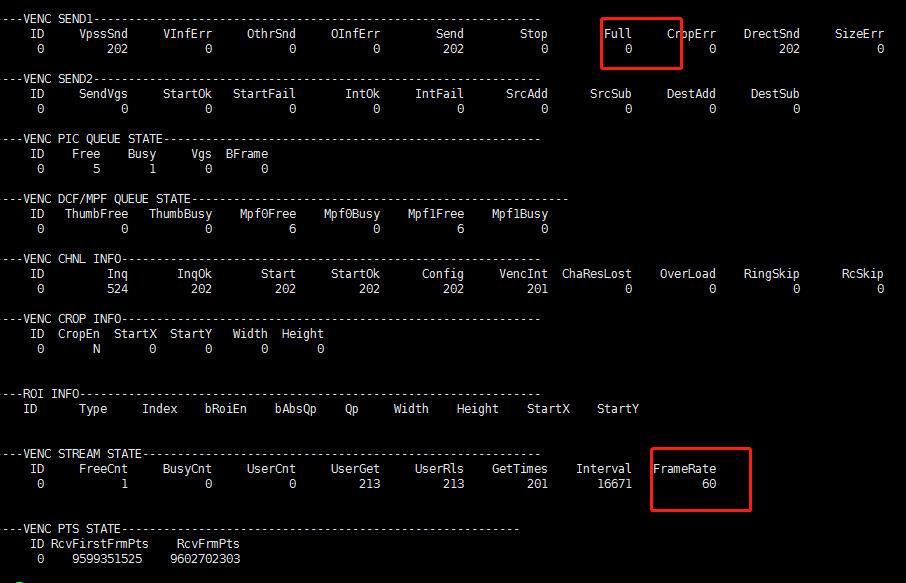 ----VENC SEND1----------------------------------------------------------------
ID VpssSnd VInfErr OthrSnd OInfErr Send Stop Full CropErr DrectSnd SizeErr
0 202 0 0 0 202 0 0 0 202 0
----VENC SEND2----------------------------------------------------------------
ID SendVgs StartOk StartFail IntOk IntFail SrcAdd SrcSub DestAdd DestSub
0 0 0 0 0 0 0 0 0 0
----VENC PIC QUEUE STATE------------------------------------------------------
ID Free Busy Vgs BFrame
0 5 1 0 0
----VENC DCF/MPF QUEUE STATE------------------------------------------------------
ID ThumbFree ThumbBusy Mpf0Free Mpf0Busy Mpf1Free Mpf1Busy
0 0 0 6 0 6 0
----VENC CHNL INFO------------------------------------------------------------
ID Inq InqOk Start StartOk Config VencInt ChaResLost OverLoad RingSkip RcSkip
0 524 202 202 202 202 201 0 0 0 0
----VENC CROP INFO------------------------------------------------------------
ID CropEn StartX StartY Width Height
0 N 0 0 0 0
----ROI INFO------------------------------------------------------------------
ID Type Index bRoiEn bAbsQp Qp Width Height StartX StartY
----VENC STREAM STATE---------------------------------------------------------
ID FreeCnt BusyCnt UserCnt UserGet UserRls GetTimes Interval FrameRate
0 1 0 0 213 213 201 16671 60
----VENC PTS STATE---------------------------------------------------------
ID RcvFirstFrmPts RcvFrmPts
0 9599351525 9602702303